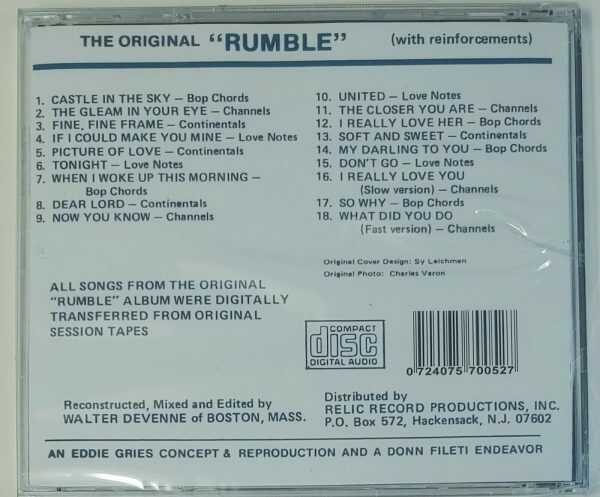 THE ORIGINAL "RUMBLE" (with reinforcements)
1. CASTLE IN THE SKY – Bop Chords
2. THE GLEAM IN YOUR EYE – Channels
3. FINE, FINE FRAME – Continentals
4. IF I COULD MAKE YOU MINE – Love Notes
5. PICTURE OF LOVE – Continentals
6. TONIGHT – Love Notes
7. WHEN I WOKE UP THIS MORNING –
Bop Chords
8. DEAR LORD – Continentals
9. NOW YOU KNOW – Channels
10. UNITED – Love Notes
11. THE CLOSER YOU ARE – Channels
12. I REALLY LOVE HER – Bop Chords
13. SOFT AND SWEET – Continentals
14. MY DARLING TO YOU – Bop Chords
15. DON'T GO – Love Notes
16. I REALLY LOVE YOU
(Slow version) – Channels
17. SO WHY – Bop Chords
18. WHAT DID YOU DO
(Fast version) – Channels
Original Cover Design: Sy Leichman
Original Photo: Charles Varon
ALL SONGS FROM THE ORIGINAL
"RUMBLE" ALBUM WERE DIGITALLY
TRANSFERRED FROM ORIGINAL
SESSION TAPES
COMPACT
disc
DIGITAL AUDIO
0 724075 700527
Reconstructed, Mixed and Edited by
WALTER DEVENNE of BOSTON, MASS.
Distributed by
RELIC RECORD PRODUCTIONS, INC.
P.O. Box 572, Hackensack, N.J. 07602
AN EDDIE GRIES CONCEPT & REPRODUCTION AND A DONN FILETI ENDEAVOR